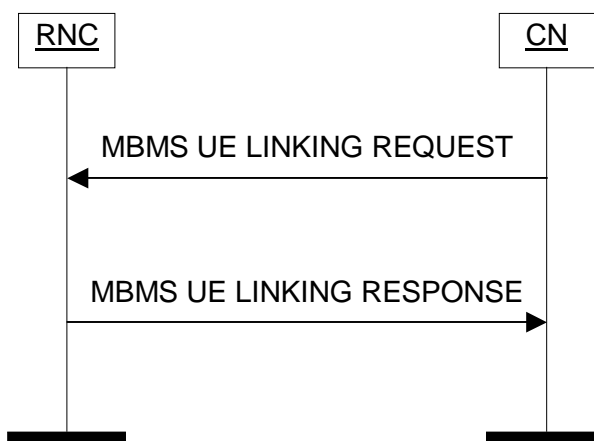 RNC
CN
MBMS UE LINKING REQUEST
MBMS UE LINKING RESPONSE